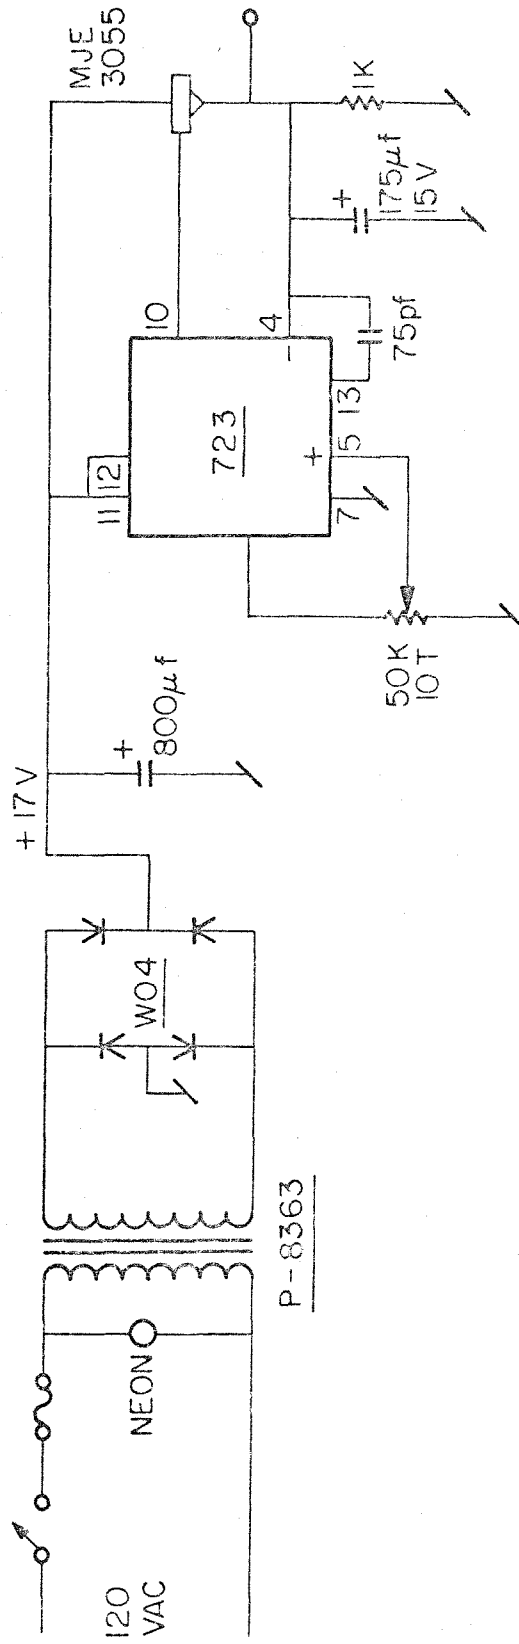 120
VAC
NEON
P-8363
W04
+17V
+
800µf
50K
10T
11
12
723
10
4
-
+
7
5
13
75pf
+
175µf
15V
1K
MJE
3055